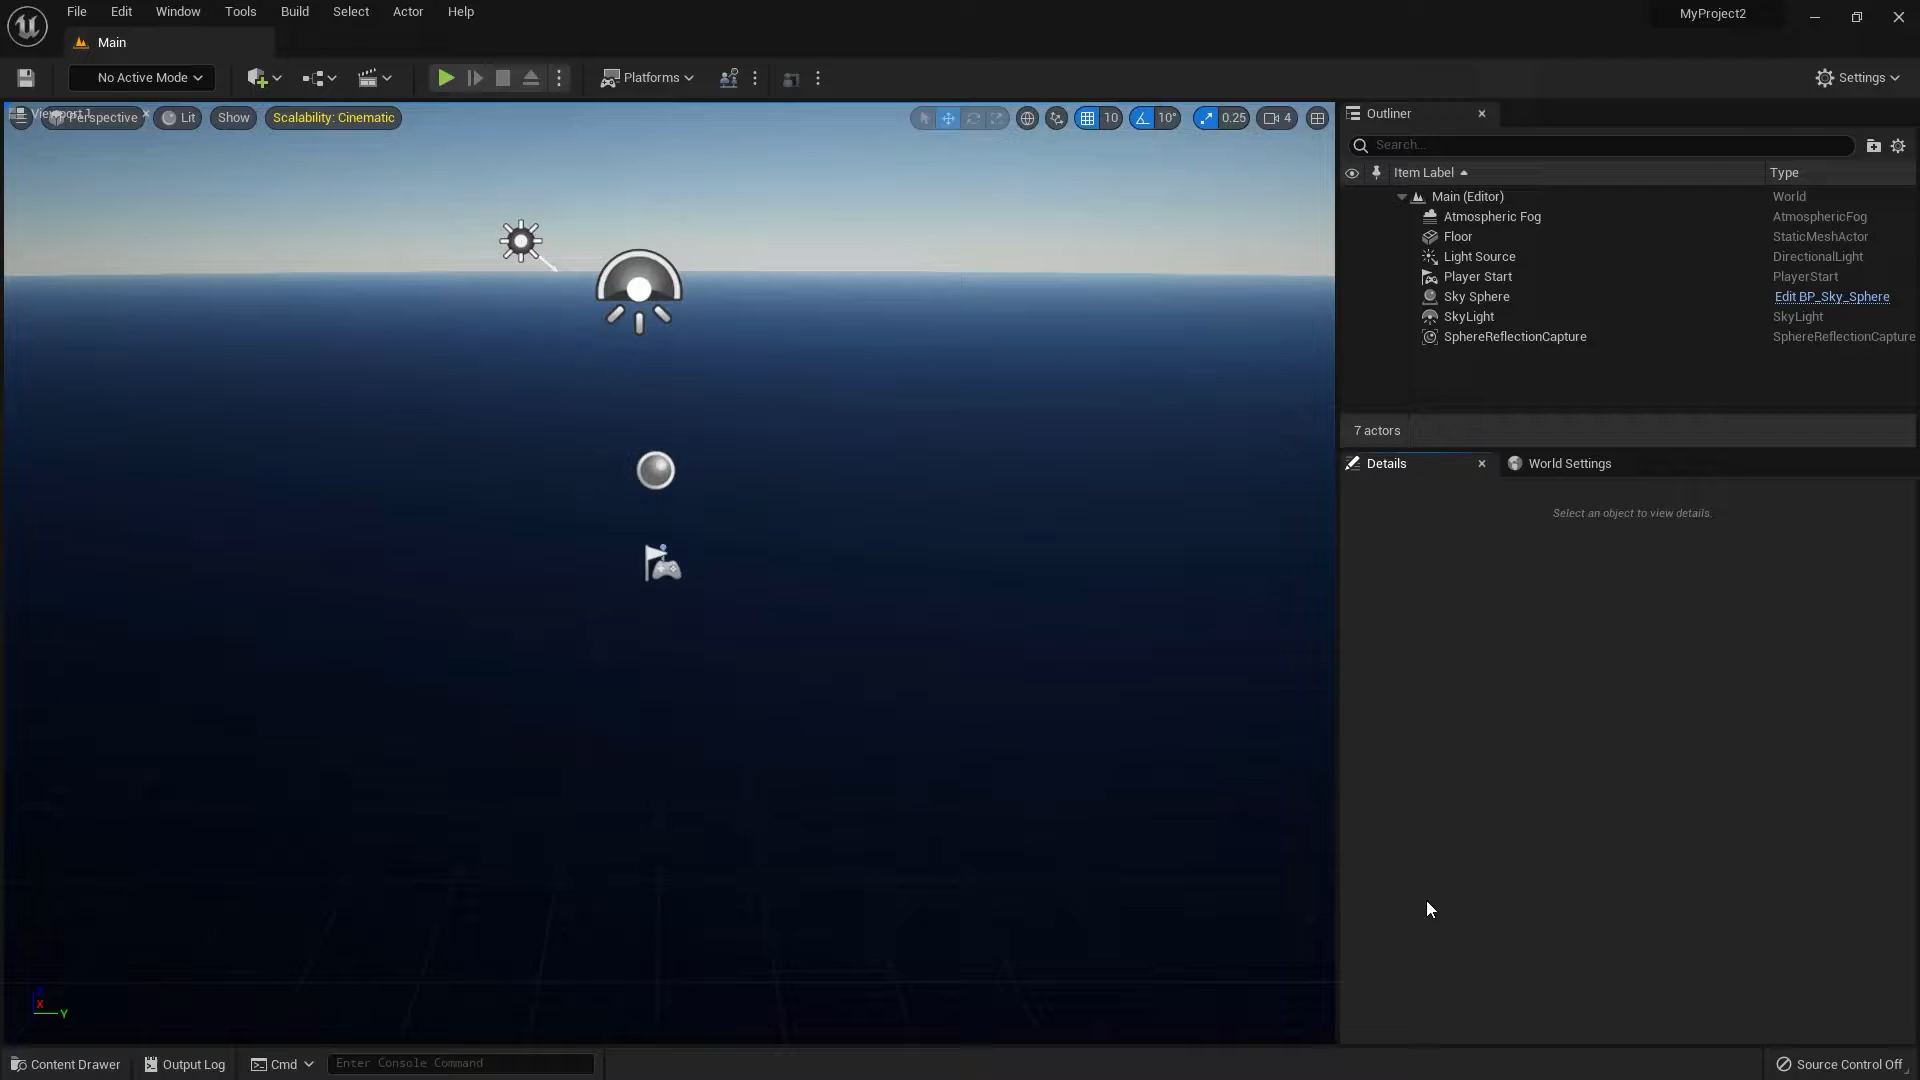 File Edit Window Tools Build Select Actor Help
MyProject2
Main
No Active Mode
Platforms
Settings
Viewport 1
Perspective
Lit
Show
Scalability: Cinematic
10
10°
0.25
4
Outliner
Search...
Item Label
Type
Main (Editor) World
Atmospheric Fog AtmosphericFog
Floor StaticMeshActor
Light Source DirectionalLight
Player Start PlayerStart
Sky Sphere Edit BP_Sky_Sphere
SkyLight SkyLight
SphereReflectionCapture SphereReflectionCapture
7 actors
Details
World Settings
Select an object to view details.
Z
X
Y
Content Drawer
Output Log
Cmd
Enter Console Command
Source Control Off